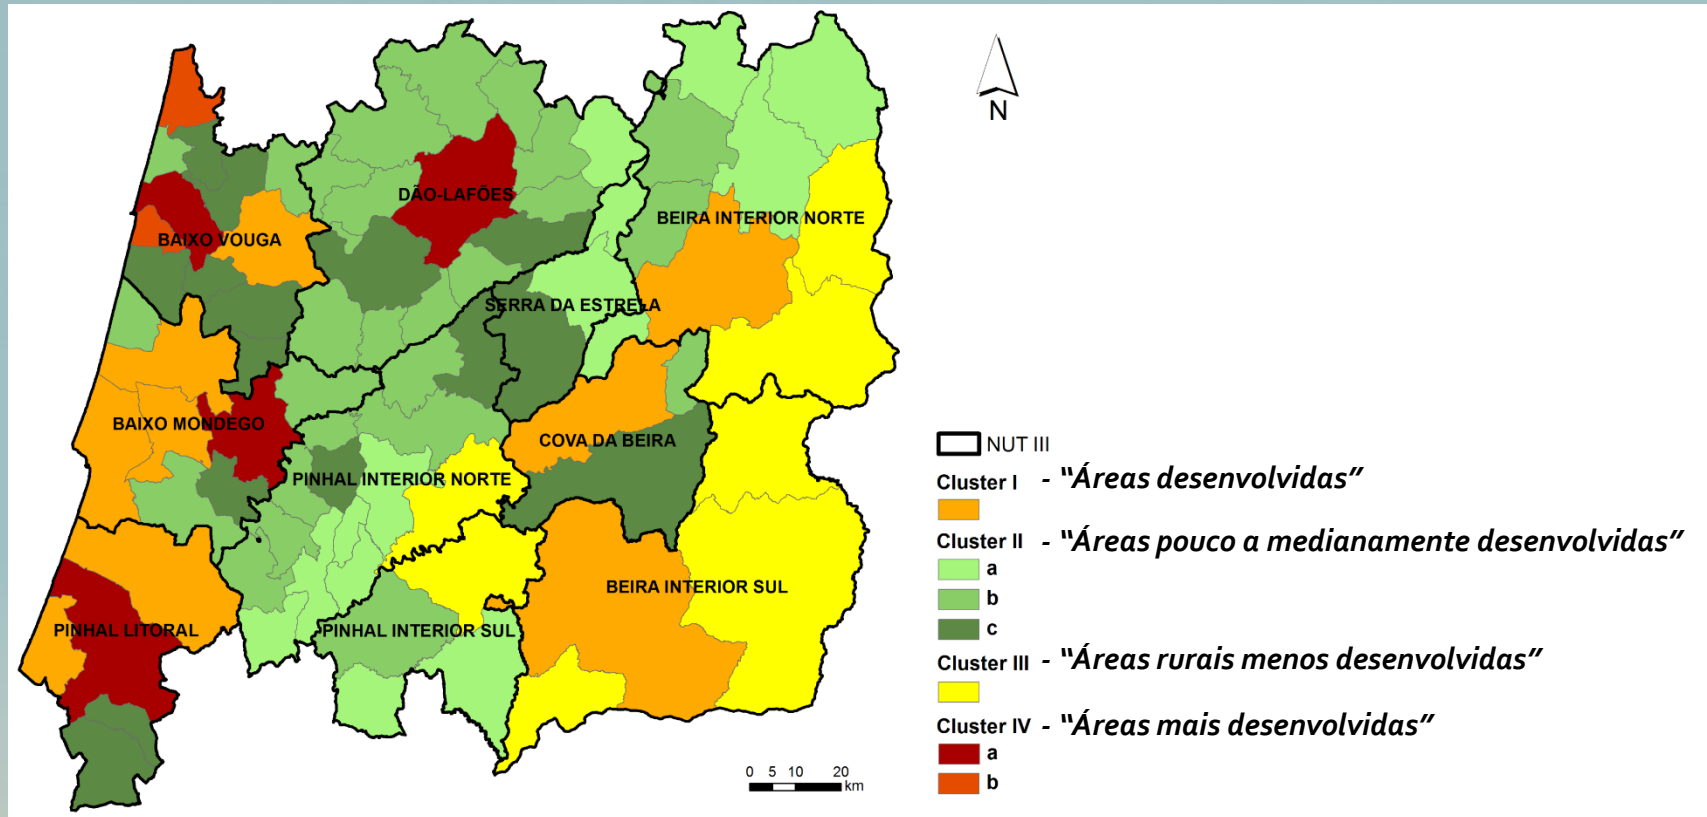 N
DÃO-LAFÕES
BEIRA INTERIOR NORTE
BAIXO VOUGA
SERRA DA ESTRELA
BAIXO MONDEGO
COVA DA BEIRA
PINHAL INTERIOR NORTE
BEIRA INTERIOR SUL
PINHAL LITORAL
PINHAL INTERIOR SUL
NUT III
Cluster I - “Áreas desenvolvidas”
Cluster II - “Áreas pouco a medianamente desenvolvidas”
a
b
c
Cluster III - “Áreas rurais menos desenvolvidas”
Cluster IV - “Áreas mais desenvolvidas”
a
b
0 5 10 20
km